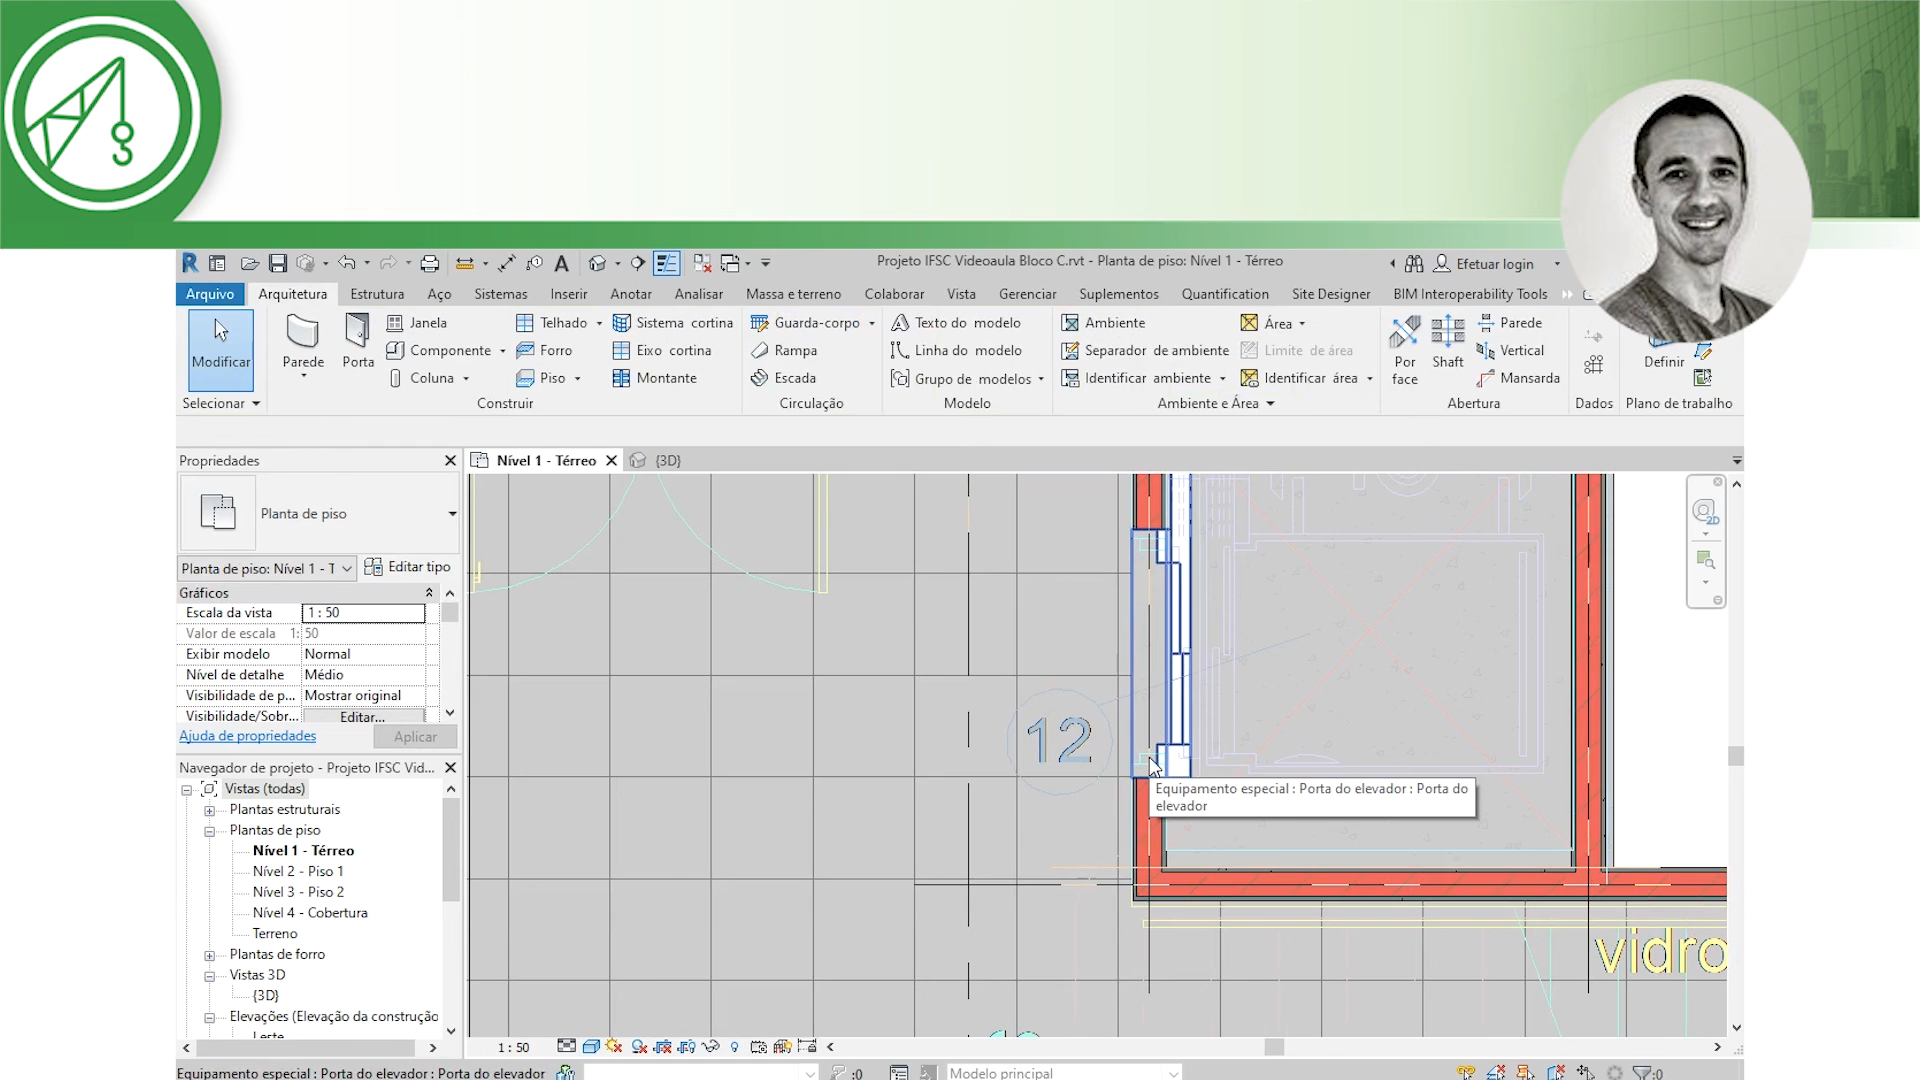 Projeto IFSC Videoaula Bloco C.rvt - Planta de piso: Nível 1 - Térreo
Efetuar login
Arquivo Arquitetura Estrutura Aço Sistemas Inserir Anotar Analisar Massa e terreno Colaborar Vista Gerenciar Suplementos Quantification Site Designer BIM Interoperability Tools
Modificar
Parede
Porta
Janela
Componente
Coluna
Telhado
Forro
Piso
Sistema cortina
Eixo cortina
Montante
Guarda-corpo
Rampa
Escada
Texto do modelo
Linha do modelo
Grupo de modelos
Ambiente
Separador de ambiente
Identificar ambiente
Área
Limite de área
Identificar área
Por
face
Shaft
Parede
Vertical
Mansarda
Definir
Selecionar Construir Circulação Modelo Ambiente e Área Abertura Dados Plano de trabalho
Propriedades
Nível 1 - Térreo
{3D}
Planta de piso
Planta de piso: Nível 1 - T
Editar tipo
Gráficos
Escala da vista 1 : 50
Valor de escala 1: 50
Exibir modelo Normal
Nível de detalhe Médio
Visibilidade de p... Mostrar original
Visibilidade/Sobr... Editar...
Ajuda de propriedades Aplicar
Navegador de projeto - Projeto IFSC Vid...
Vistas (todas)
Plantas estruturais
Plantas de piso
Nível 1 - Térreo
Nível 2 - Piso 1
Nível 3 - Piso 2
Nível 4 - Cobertura
Terreno
Plantas de forro
Vistas 3D
{3D}
Elevações (Elevação da construção
Leste
2D
12
Equipamento especial : Porta do elevador : Porta do
elevador
vidro
1 : 50
Equipamento especial : Porta do elevador : Porta do elevador
:0
Modelo principal
:0